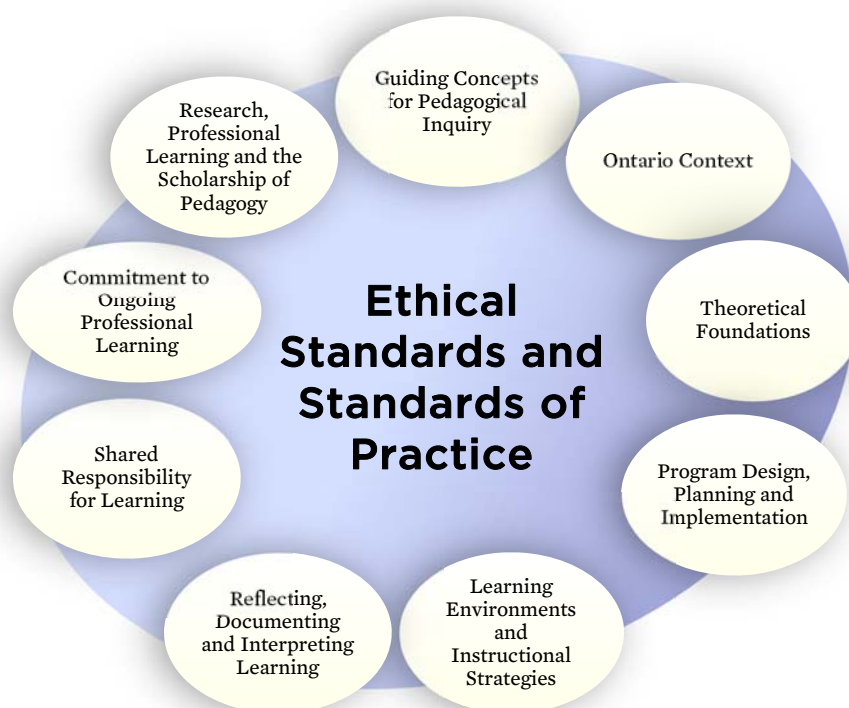 Guiding Concepts
for Pedagogical
Inquiry
Ontario Context
Theoretical
Foundations
Program Design,
Planning and
Implementation
Learning
Environments
and
Instructional
Strategies
Reflecting,
Documenting
and Interpreting
Learning
Shared
Responsibility
for Learning
Commitment to
Ongoing
Professional
Learning
Research,
Professional
Learning and the
Scholarship of
Pedagogy
Ethical
Standards and
Standards of
Practice